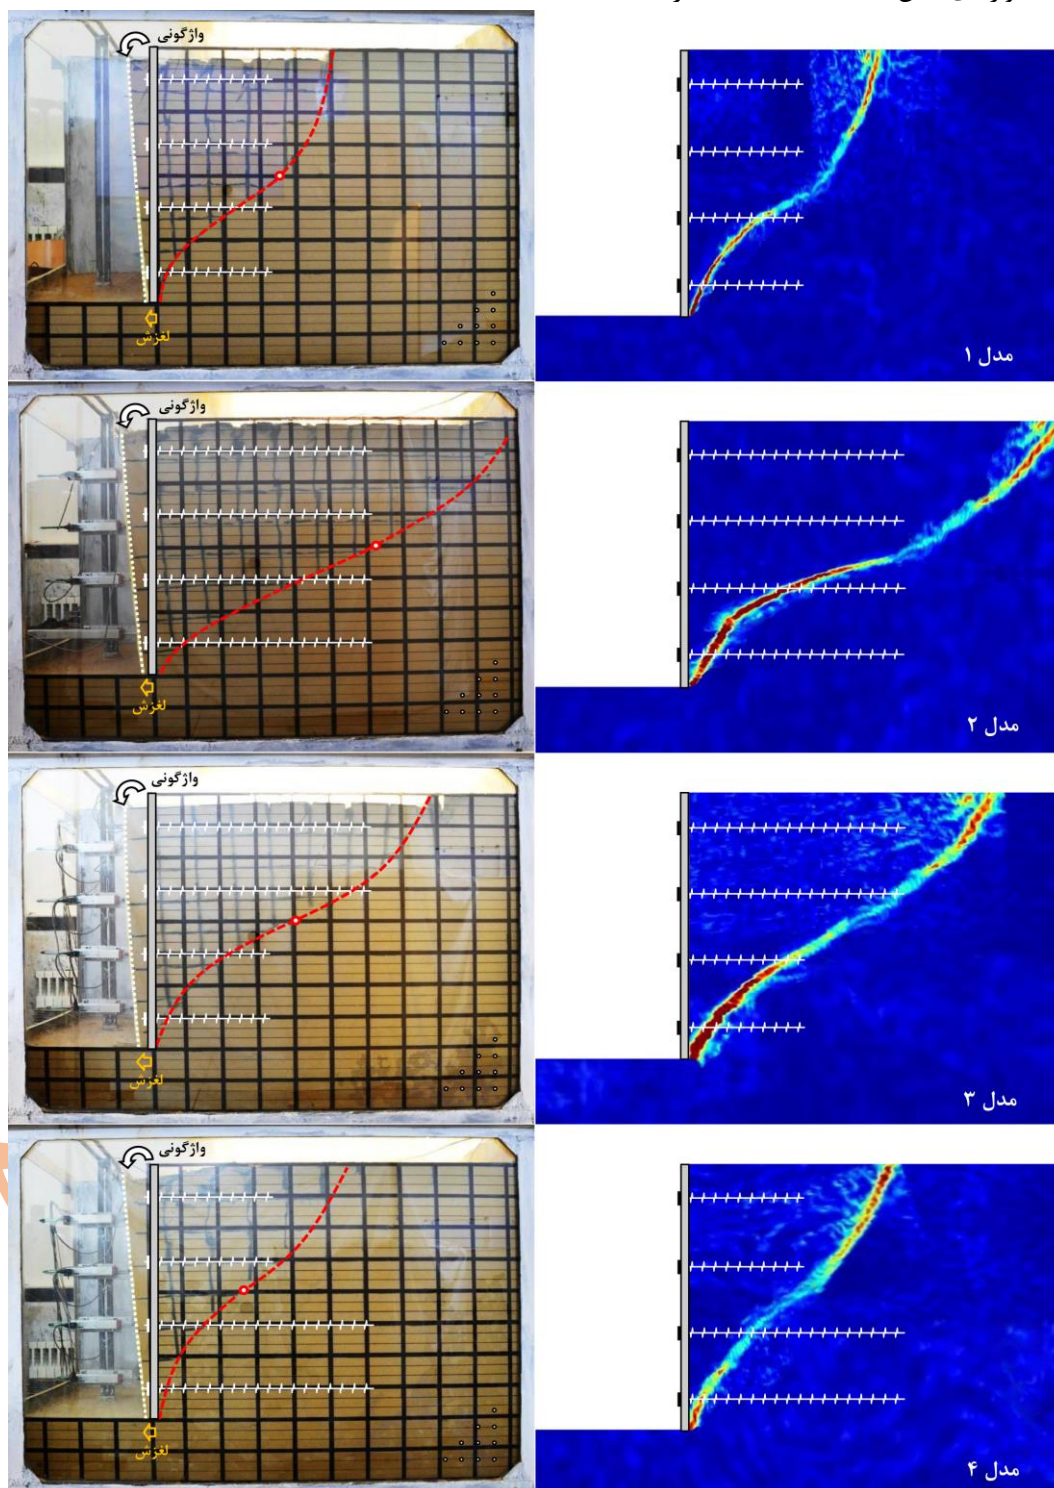 واژگونی
لغزش
مدل ۱
واژگونی
لغزش
مدل ۲
واژگونی
لغزش
مدل ۳
واژگونی
لغزش
مدل ۴